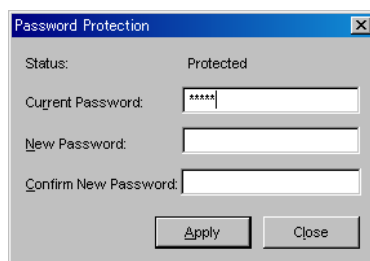 Password Protection
Status: Protected
Current Password: *****
New Password:
Confirm New Password:
Apply Close